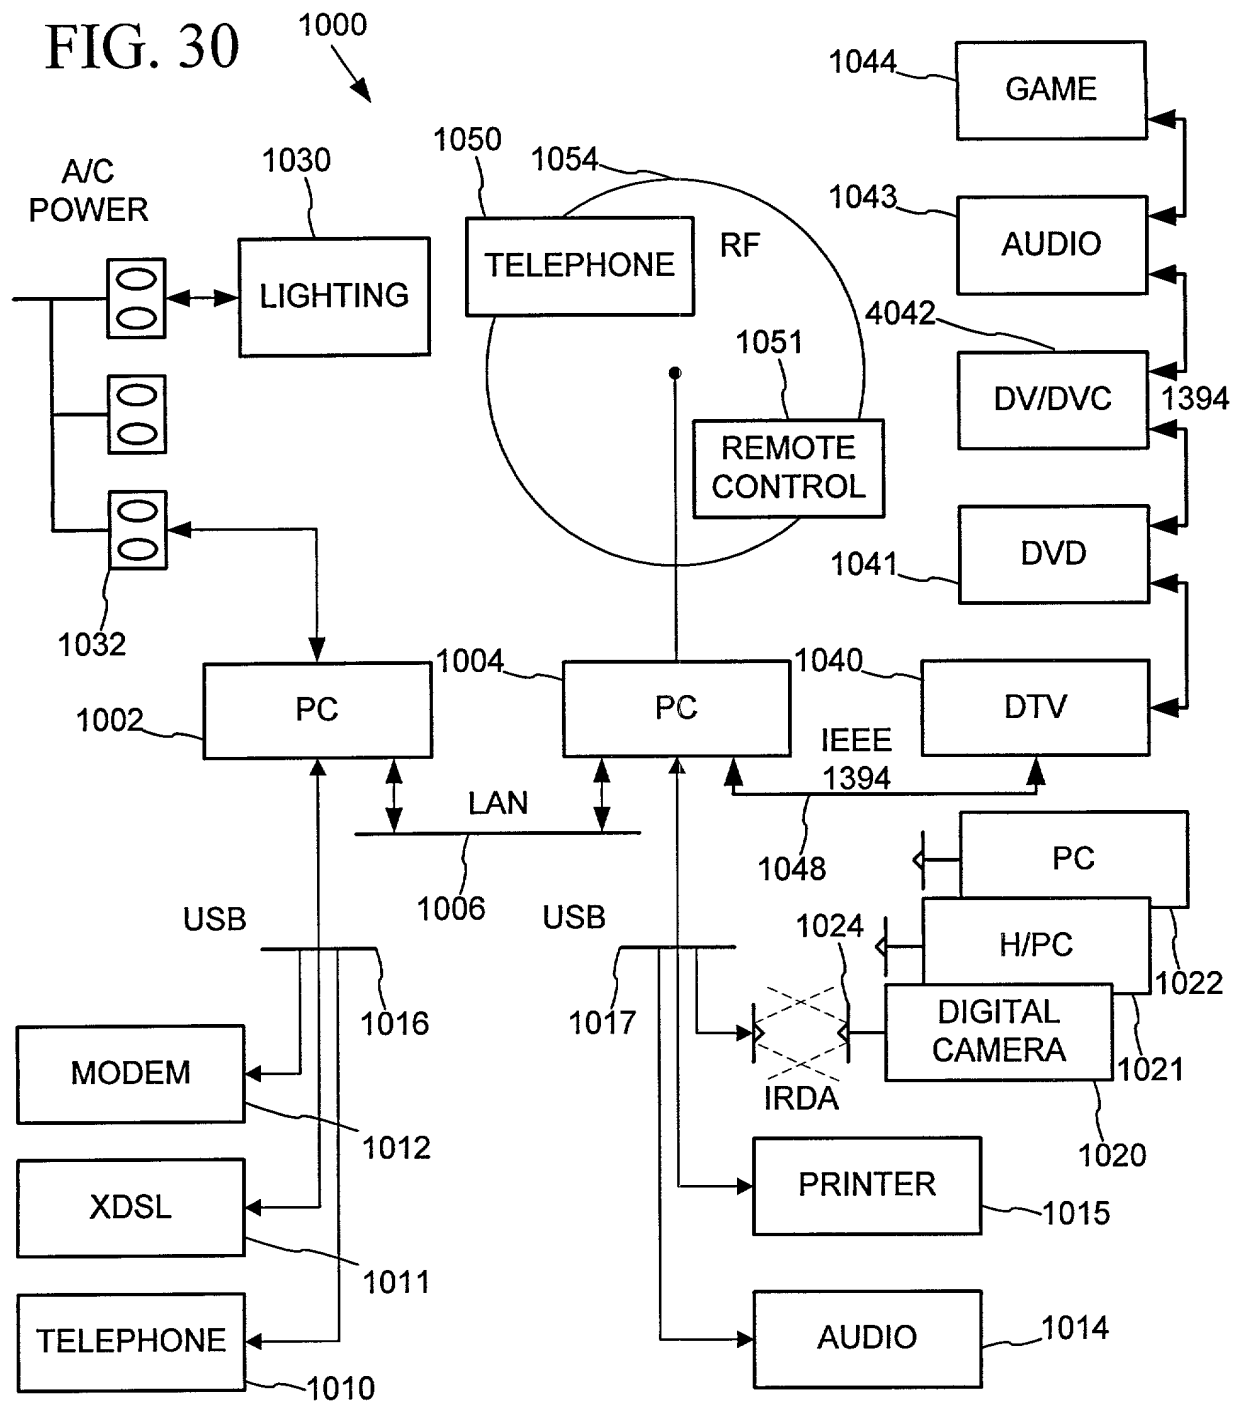 FIG. 30
1000
1044
GAME
1050
1054
A/C
POWER
1030
1043
AUDIO
TELEPHONE
RF
LIGHTING
4042
1051
DV/DVC
1394
REMOTE
CONTROL
DVD
1041
1032
1004
1040
PC
1002
PC
DTV
IEEE
1394
LAN
1048
PC
1006
USB
USB
1024
H/PC
1022
1016
1017
DIGITAL
CAMERA
1021
MODEM
IRDA
1012
1020
PRINTER
XDSL
1015
1011
TELEPHONE
AUDIO
1014
1010